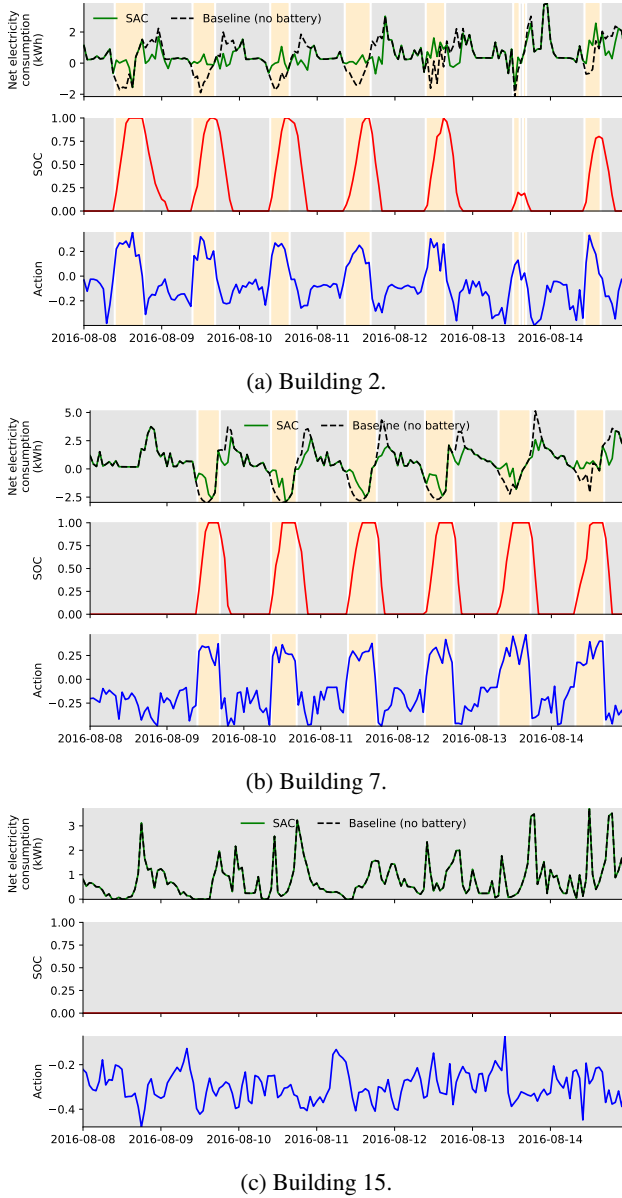 SAC
Baseline (no battery)
Net electricity
consumption
(kWh)
2
0
−2
1.00
0.75
0.50
0.25
0.00
SOC
0.2
0.0
−0.2
Action
2016-08-08 2016-08-09 2016-08-10 2016-08-11 2016-08-12 2016-08-13 2016-08-14
(a) Building 2.
SAC
Baseline (no battery)
Net electricity
consumption
(kWh)
5.0
2.5
0.0
−2.5
1.00
0.75
0.50
0.25
0.00
SOC
0.25
0.00
−0.25
Action
2016-08-08 2016-08-09 2016-08-10 2016-08-11 2016-08-12 2016-08-13 2016-08-14
(b) Building 7.
SAC
Baseline (no battery)
Net electricity
consumption
(kWh)
3
2
1
0
1.00
0.75
0.50
0.25
0.00
SOC
−0.2
−0.4
Action
2016-08-08 2016-08-09 2016-08-10 2016-08-11 2016-08-12 2016-08-13 2016-08-14
(c) Building 15.